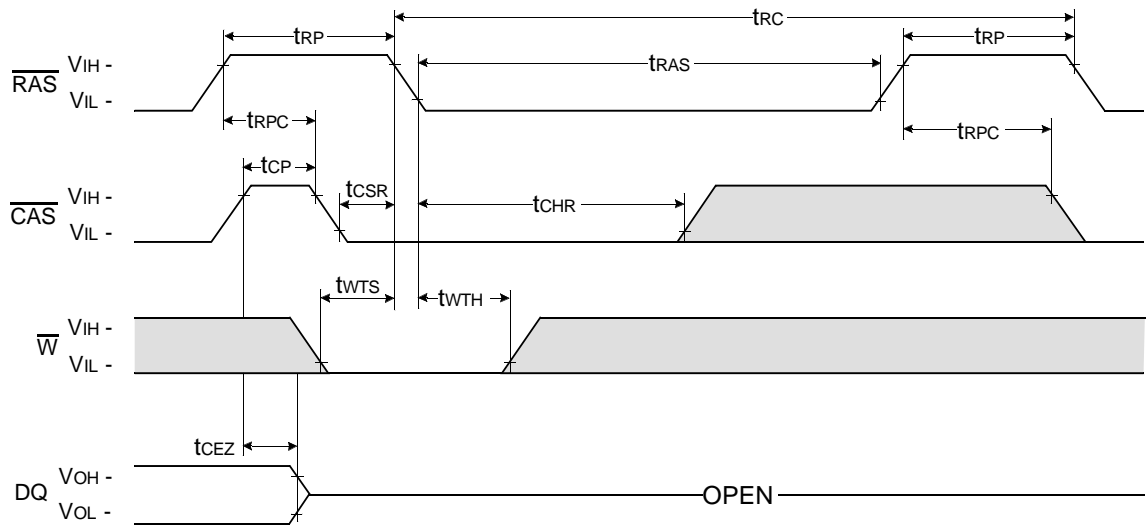 tRC
tRP
tRP
RAS
VIH -
VIL -
tRAS
tRPC
tRPC
tCP
tCSR
CAS
VIH -
VIL -
tCHR
tWTS
tWTH
W
VIH -
VIL -
tCEZ
DQ
VOH -
VOL -
OPEN